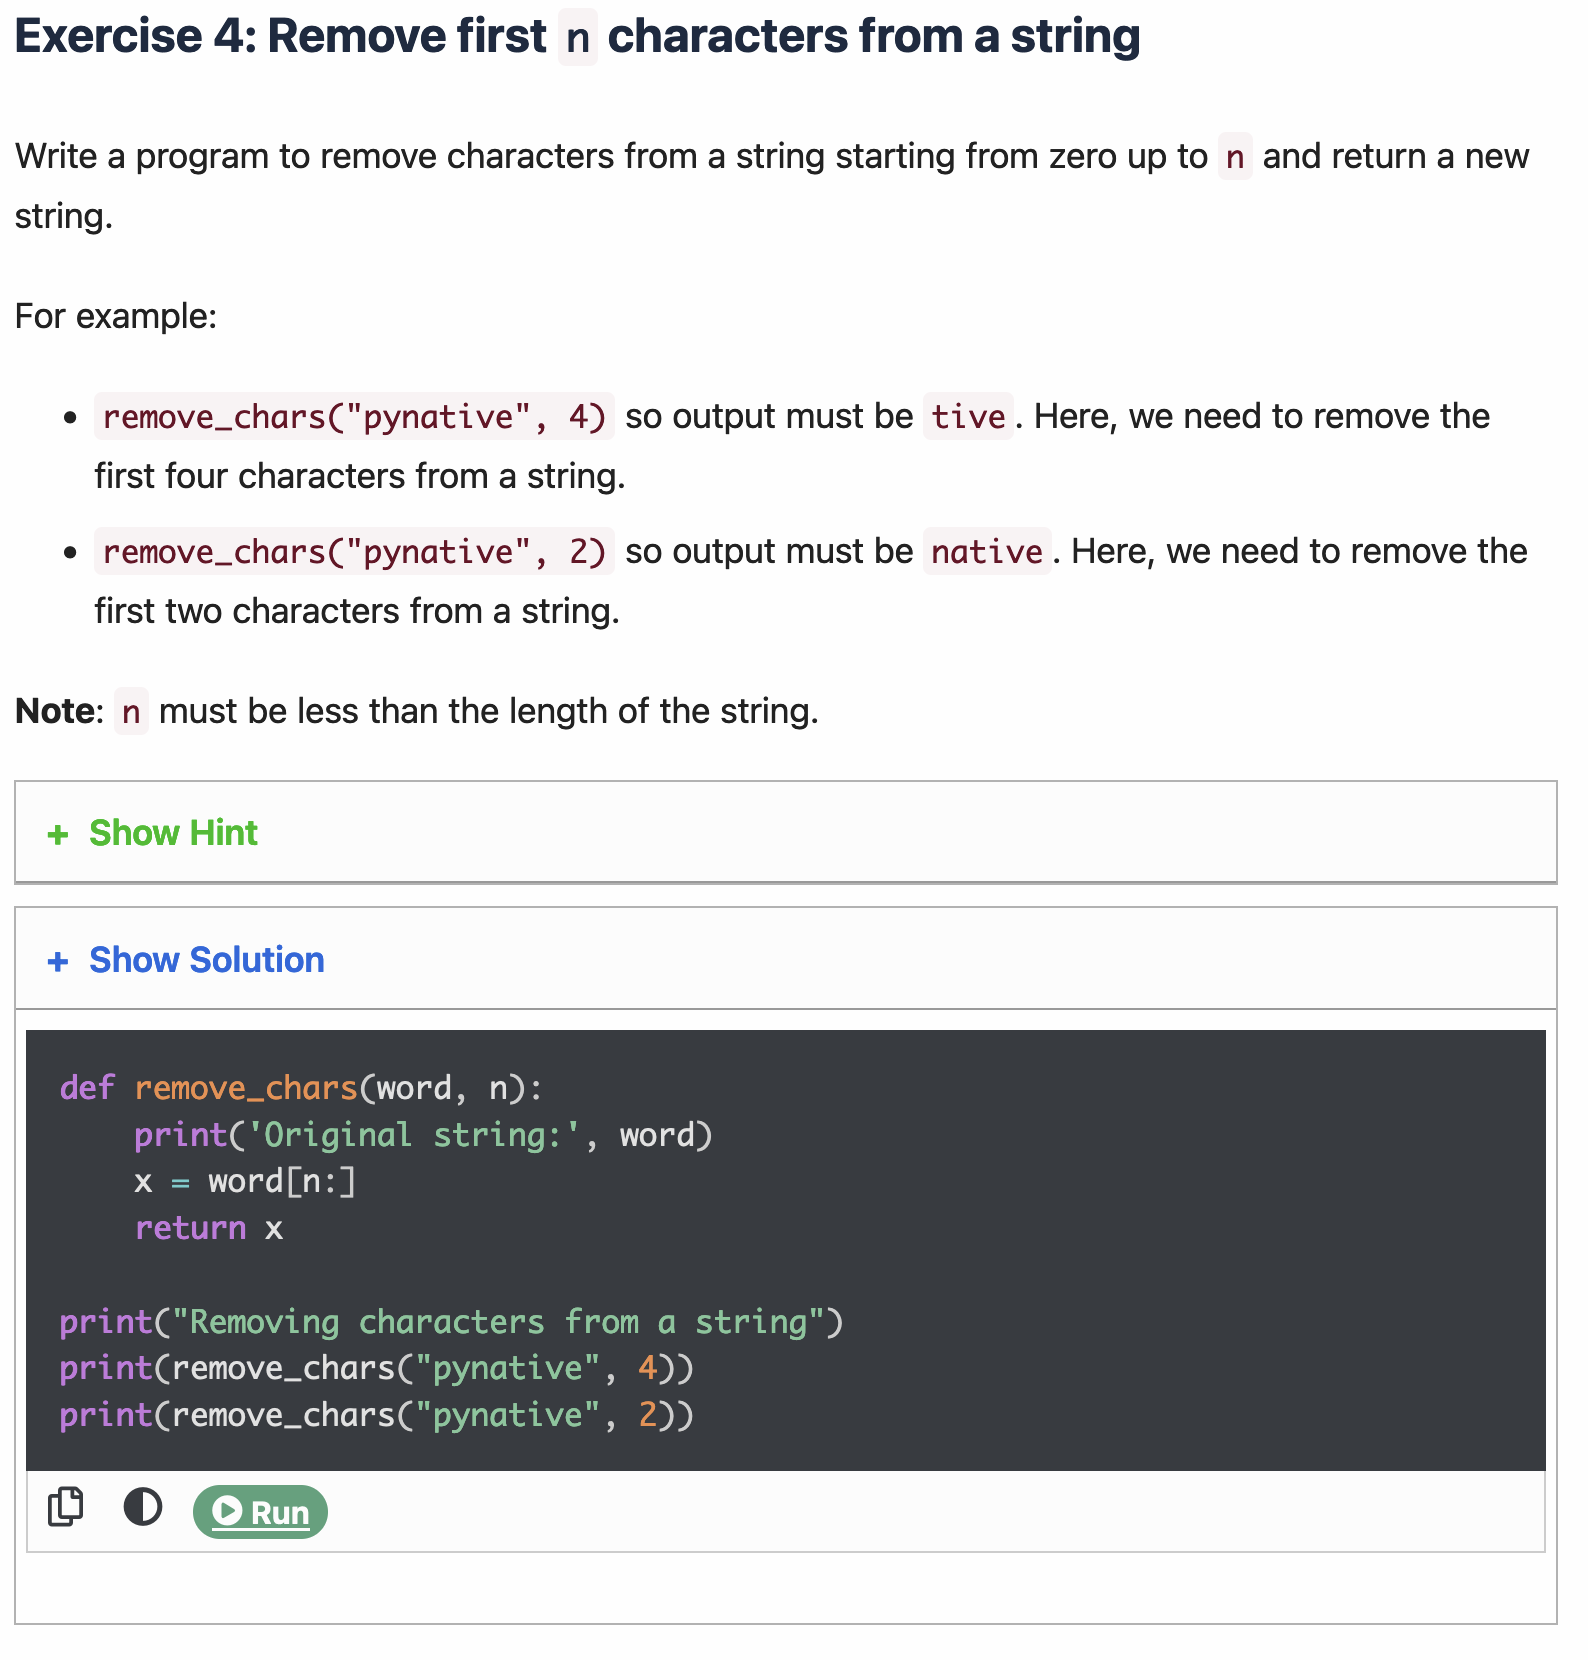 Exercise 4: Remove first n characters from a string
Write a program to remove characters from a string starting from zero up to n and return a new
string.
For example:
• remove_chars("pynative", 4) so output must be tive. Here, we need to remove the
first four characters from a string.
• remove_chars("pynative", 2) so output must be native. Here, we need to remove the
first two characters from a string.
Note: n must be less than the length of the string.
+ Show Hint
+ Show Solution
def remove_chars(word, n):
    print('Original string:', word)
    x = word[n:]
    return x
print("Removing characters from a string")
print(remove_chars("pynative", 4))
print(remove_chars("pynative", 2))
Run